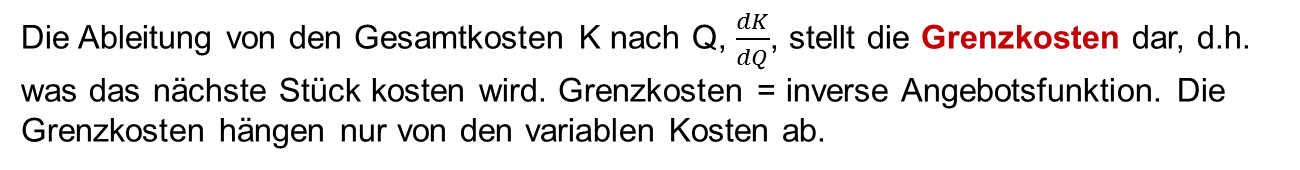 Die Ableitung von den Gesamtkosten K nach Q, dK/dQ, stellt die Grenzkosten dar, d.h.
was das nächste Stück kosten wird. Grenzkosten = inverse Angebotsfunktion. Die
Grenzkosten hängen nur von den variablen Kosten ab.